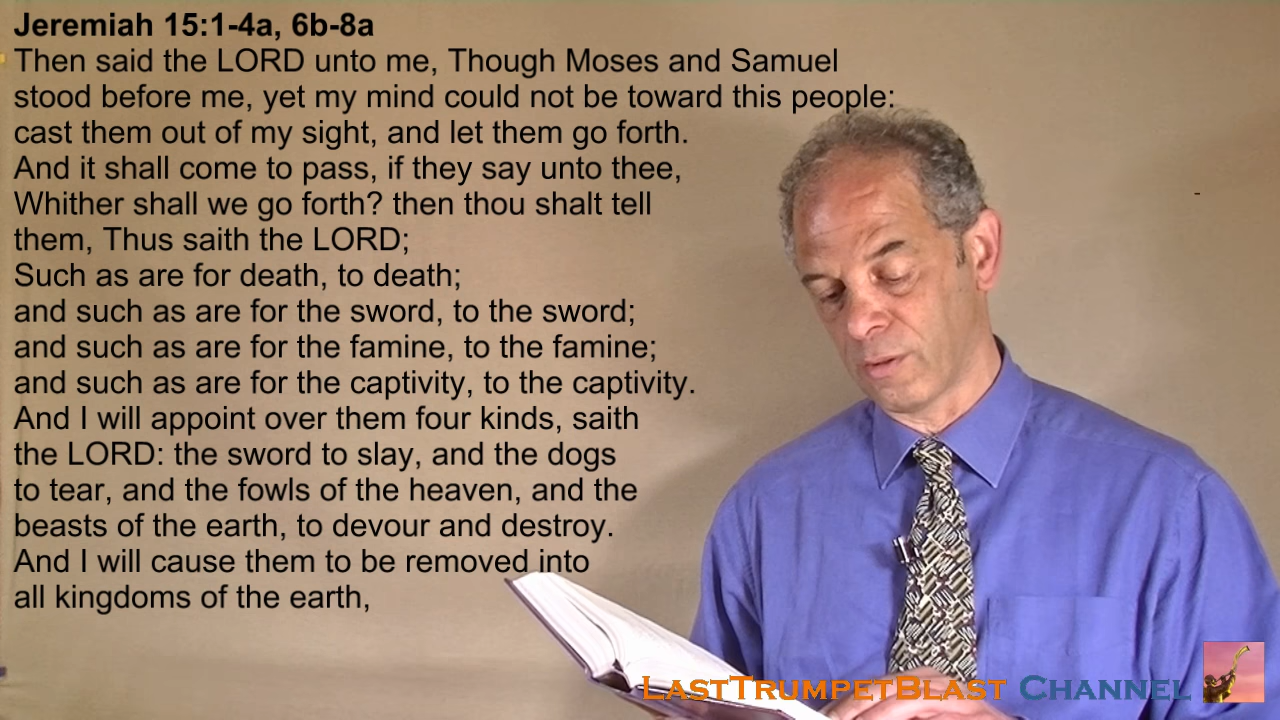 Jeremiah 15:1-4a, 6b-8a
Then said the LORD unto me, Though Moses and Samuel
stood before me, yet my mind could not be toward this people:
cast them out of my sight, and let them go forth.
And it shall come to pass, if they say unto thee,
Whither shall we go forth? then thou shalt tell
them, Thus saith the LORD;
Such as are for death, to death;
and such as are for the sword, to the sword;
and such as are for the famine, to the famine;
and such as are for the captivity, to the captivity.
And I will appoint over them four kinds, saith
the LORD: the sword to slay, and the dogs
to tear, and the fowls of the heaven, and the
beasts of the earth, to devour and destroy.
And I will cause them to be removed into
all kingdoms of the earth,
LastTrumpetBlast Channel